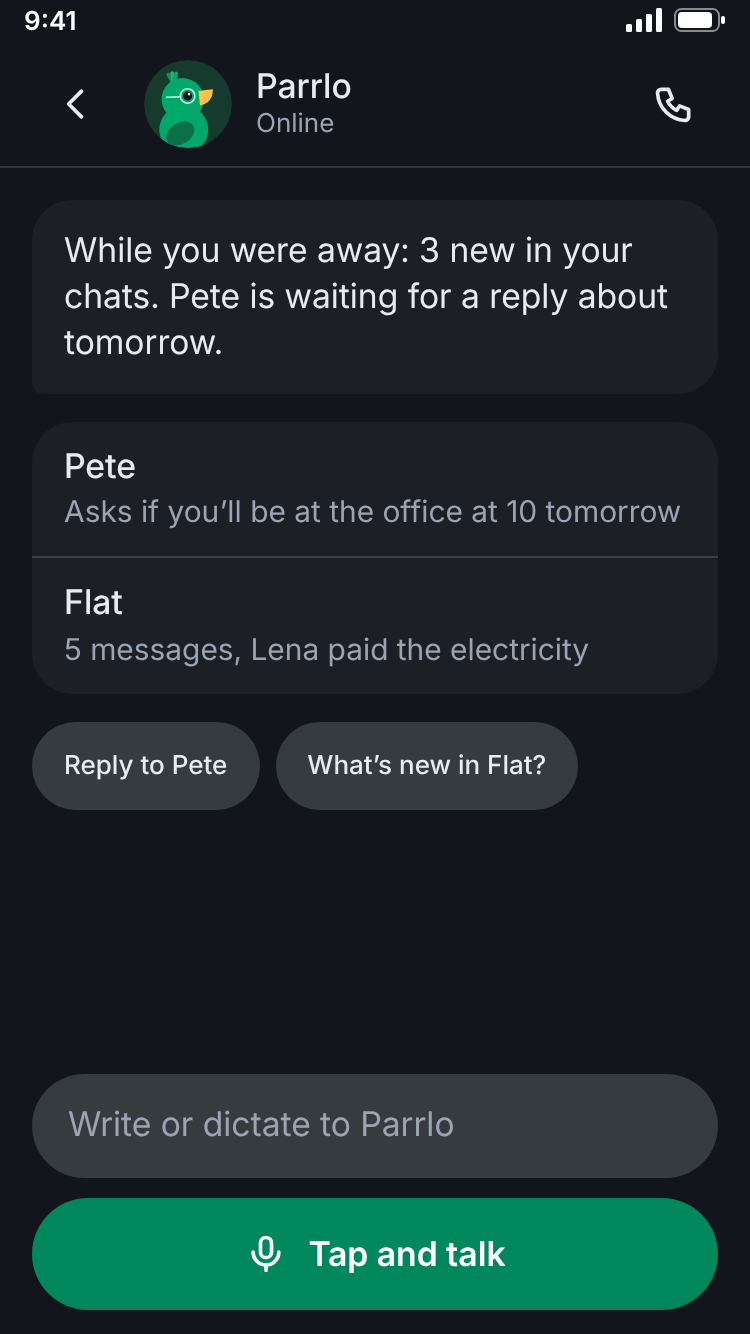 9:41
Parrlo
Online
While you were away: 3 new in your
chats. Pete is waiting for a reply about
tomorrow.
Pete
Asks if you’ll be at the office at 10 tomorrow
Flat
5 messages, Lena paid the electricity
Reply to Pete
What’s new in Flat?
Write or dictate to Parrlo
Tap and talk